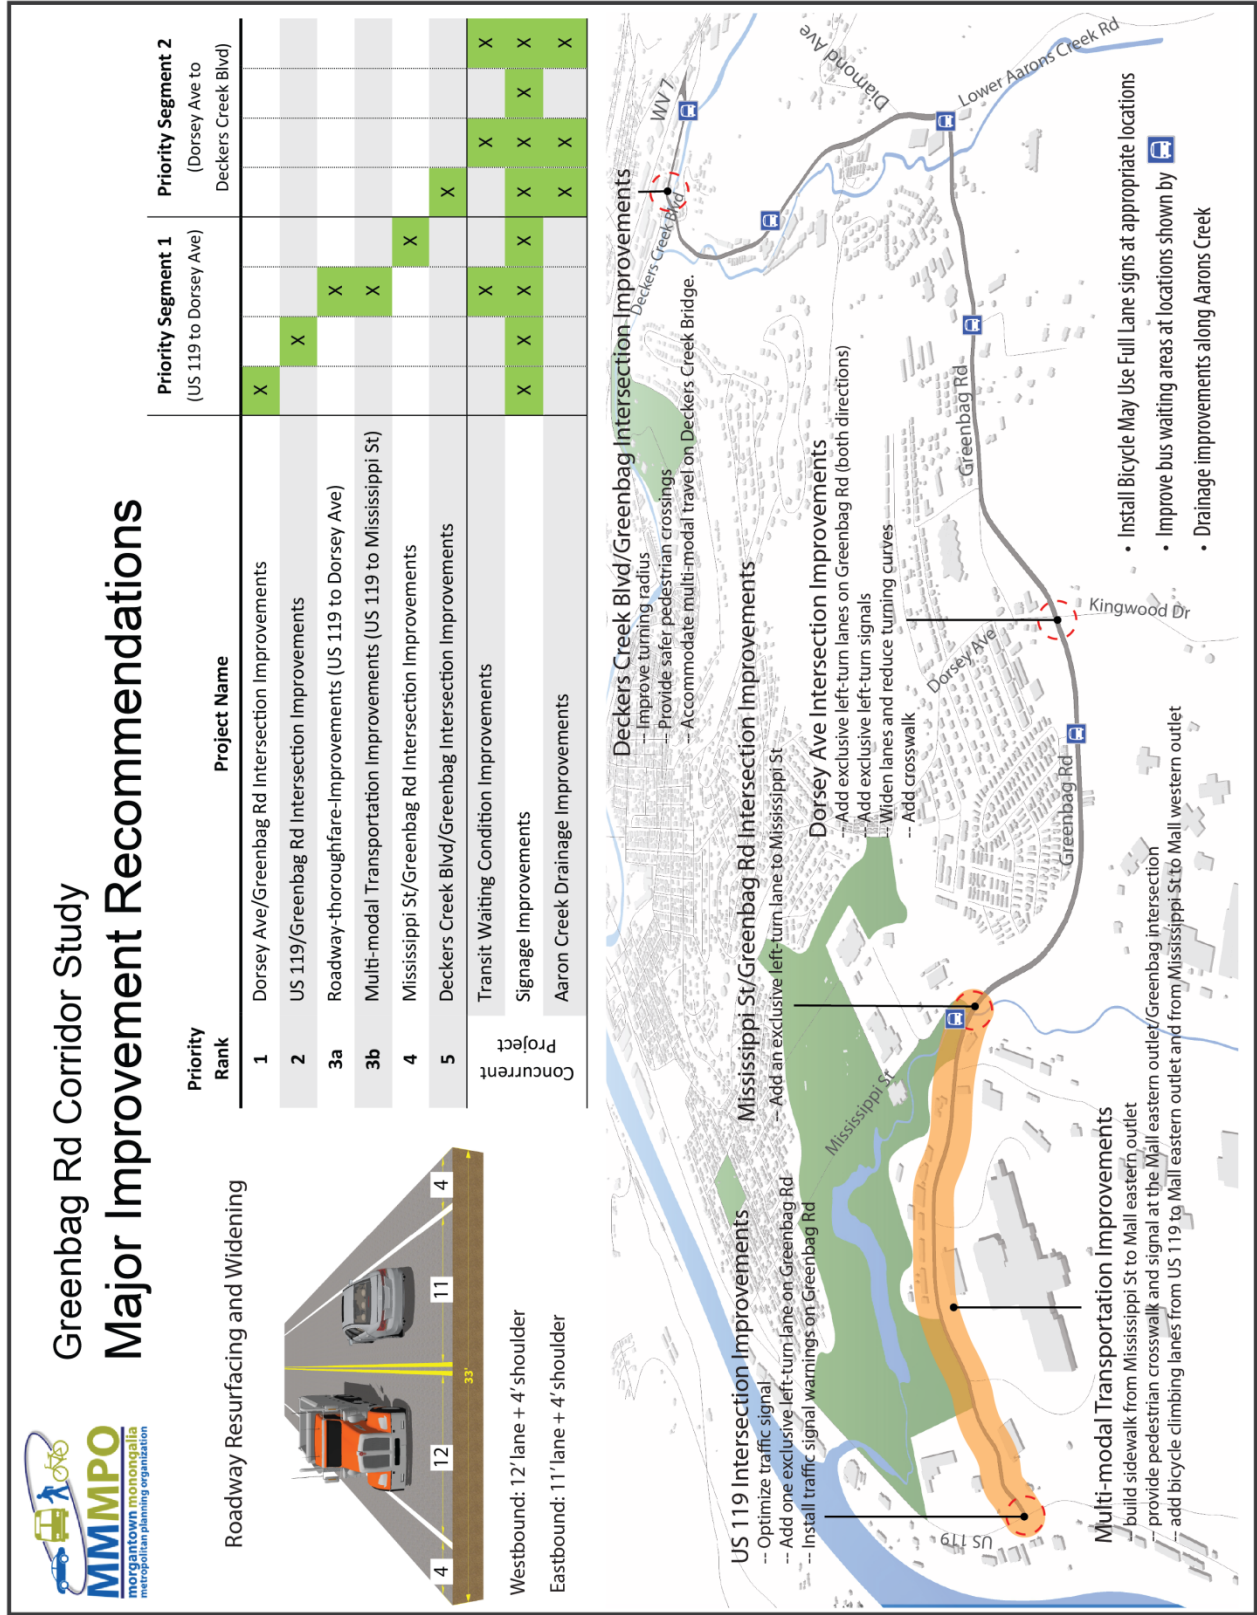 Greenbag Rd Corridor Study
Major Improvement Recommendations
MMMPO
morgantown monongalia
metropolitan planning organization
Roadway Resurfacing and Widening
4
12
11
4
33'
Westbound: 12' lane + 4' shoulder
Eastbound: 11' lane + 4' shoulder
Priority Rank
Project Name
Priority Segment 1
(US 119 to Dorsey Ave)
Priority Segment 2
(Dorsey Ave to
Deckers Creek Blvd)
1 Dorsey Ave/Greenbag Rd Intersection Improvements X
2 US 119/Greenbag Rd Intersection Improvements X
3a Roadway-thoroughfare-Improvements (US 119 to Dorsey Ave) X
3b Multi-modal Transportation Improvements (US 119 to Mississippi St) X
4 Mississippi St/Greenbag Rd Intersection Improvements X
5 Deckers Creek Blvd/Greenbag Intersection Improvements X
Concurrent
Project
Transit Waiting Condition Improvements X X X
Signage Improvements X X X X X X X X
Aaron Creek Drainage Improvements X X X
Deckers Creek Blvd/Greenbag Intersection Improvements
-- Improve turning radius
-- Provide safer pedestrian crossings
-- Accommodate multi-modal travel on Deckers Creek Bridge.
Mississippi St/Greenbag Rd Intersection Improvements
-- Add an exclusive left-turn lane to Mississippi St
Dorsey Ave Intersection Improvements
-- Add exclusive left-turn lanes on Greenbag Rd (both directions)
-- Add exclusive left-turn signals
-- Widen lanes and reduce turning curves
-- Add crosswalk
US 119 Intersection Improvements
-- Optimize traffic signal
-- Add one exclusive left-turn lane on Greenbag Rd
-- Install traffic signal warnings on Greenbag Rd
Multi-modal Transportation Improvements
-- build sidewalk from Mississippi St to Mall eastern outlet
-- provide pedestrian crosswalk and signal at the Mall eastern outlet/Greenbag intersection
-- add bicycle climbing lanes from US 119 to Mall eastern outlet and from Mississippi St to Mall western outlet
US 119
Mississippi St
Greenbag Rd
Dorsey Ave
Kingwood Dr
Greenbag Rd
Lower Aarons Creek Rd
Diamond Ave
WV 7
Deckers Creek Blvd
• Install Bicycle May Use Full Lane signs at appropriate locations
• Improve bus waiting areas at locations shown by
• Drainage improvements along Aarons Creek